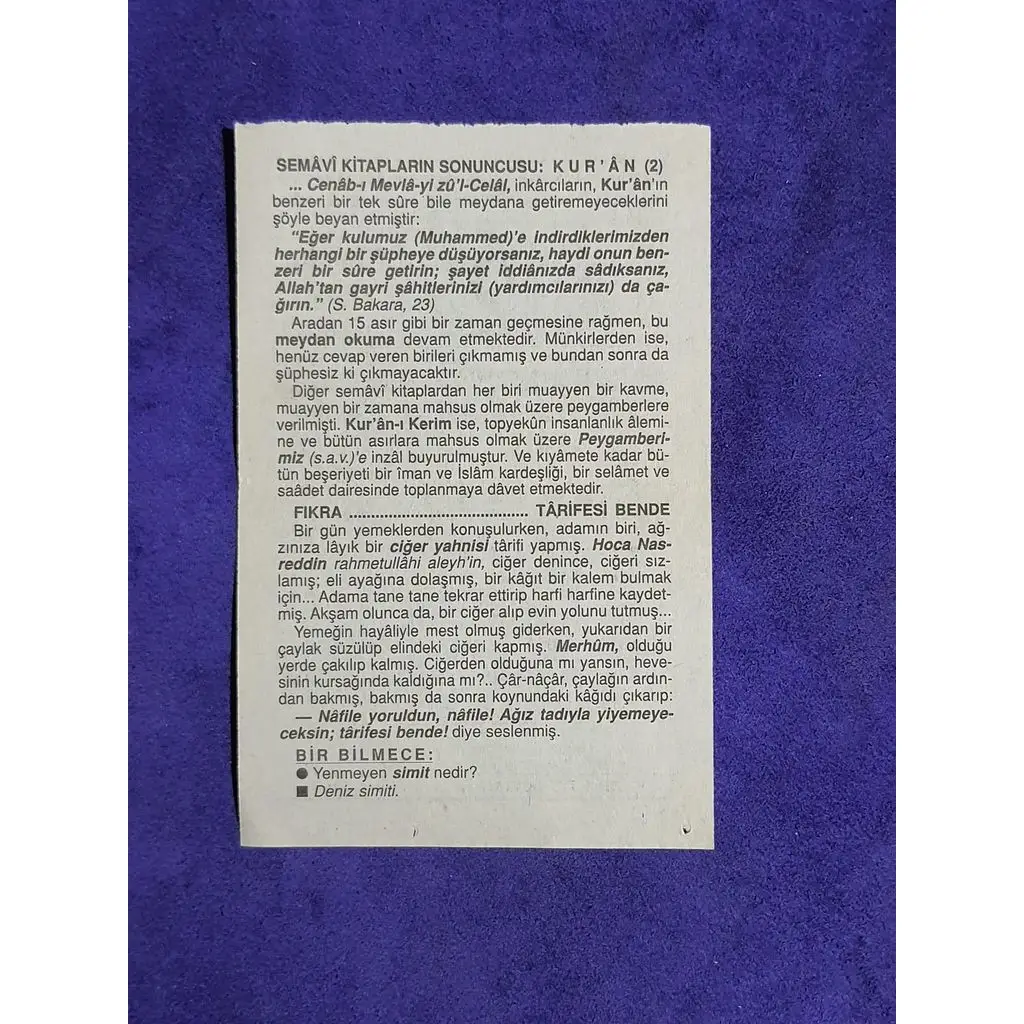 SEMÂVÎ KİTAPLARIN SONUNCUSU: K U R ' Â N (2)
... Cenâb-ı Mevlâ-yi zû'l-Celâl, inkârcıların, Kur'ân'ın
benzeri bir tek sûre bile meydana getiremeyeceklerini
şöyle beyan etmiştir:
"Eğer kulumuz (Muhammed)'e indirdiklerimizden
herhangi bir şüpheye düşüyorsanız, haydi onun ben-
zeri bir sûre getirin; şayet iddiânızda sâdıksanız,
Allah'tan gayri şâhitlerinizi (yardımcılarınızı) da ça-
ğırın." (S. Bakara, 23)
Aradan 15 asır gibi bir zaman geçmesine rağmen, bu
meydan okuma devam etmektedir. Münkirlerden ise,
henüz cevap veren birileri çıkmamış ve bundan sonra da
şüphesiz ki çıkmayacaktır.
Diğer semâvî kitaplardan her biri muayyen bir kavme,
muayyen bir zamana mahsus olmak üzere peygamberlere
verilmişti. Kur'ân-ı Kerim ise, topyekûn insanlanlık âlemi-
ne ve bütün asırlara mahsus olmak üzere Peygamberi-
miz (s.a.v.)'e inzâl buyurulmuştur. Ve kıyâmete kadar bü-
tün beşeriyeti bir îman ve İslâm kardeşliği, bir selâmet ve
saâdet dairesinde toplanmaya dâvet etmektedir.
FIKRA ....................................... TÂRİFESİ BENDE
Bir gün yemeklerden konuşulurken, adamın biri, ağ-
zınıza lâyık bir ciğer yahnisi târifi yapmış. Hoca Nas-
reddin rahmetullâhi aleyh'in, ciğer denince, ciğeri sız-
lamış; eli ayağına dolaşmış, bir kâğıt bir kalem bulmak
için... Adama tane tane tekrar ettirip harfi harfine kaydet-
miş. Akşam olunca da, bir ciğer alıp evin yolunu tutmuş...
Yemeğin hayâliyle mest olmuş giderken, yukarıdan bir
çaylak süzülüp elindeki ciğeri kapmış. Merhûm, olduğu
yerde çakılıp kalmış. Ciğerden olduğuna mı yansın, heve-
sinin kursağında kaldığına mı?.. Çâr-nâçâr, çaylağın ardın-
dan bakmış, bakmış da sonra koynundaki kâğıdı çıkarıp:
— Nâfile yoruldun, nâfile! Ağız tadıyla yiyemeye-
ceksin; târifesi bende! diye seslenmiş.
BİR BİLMECE:
● Yenmeyen simit nedir?
■ Deniz simiti.